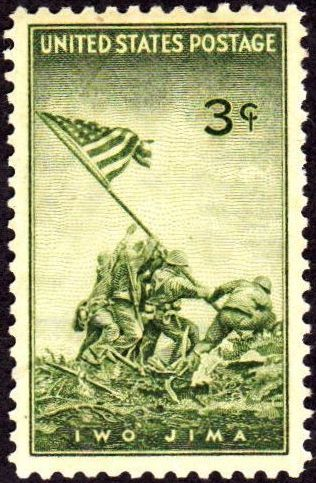 UNITED STATES POSTAGE
3¢
IWO JIMA